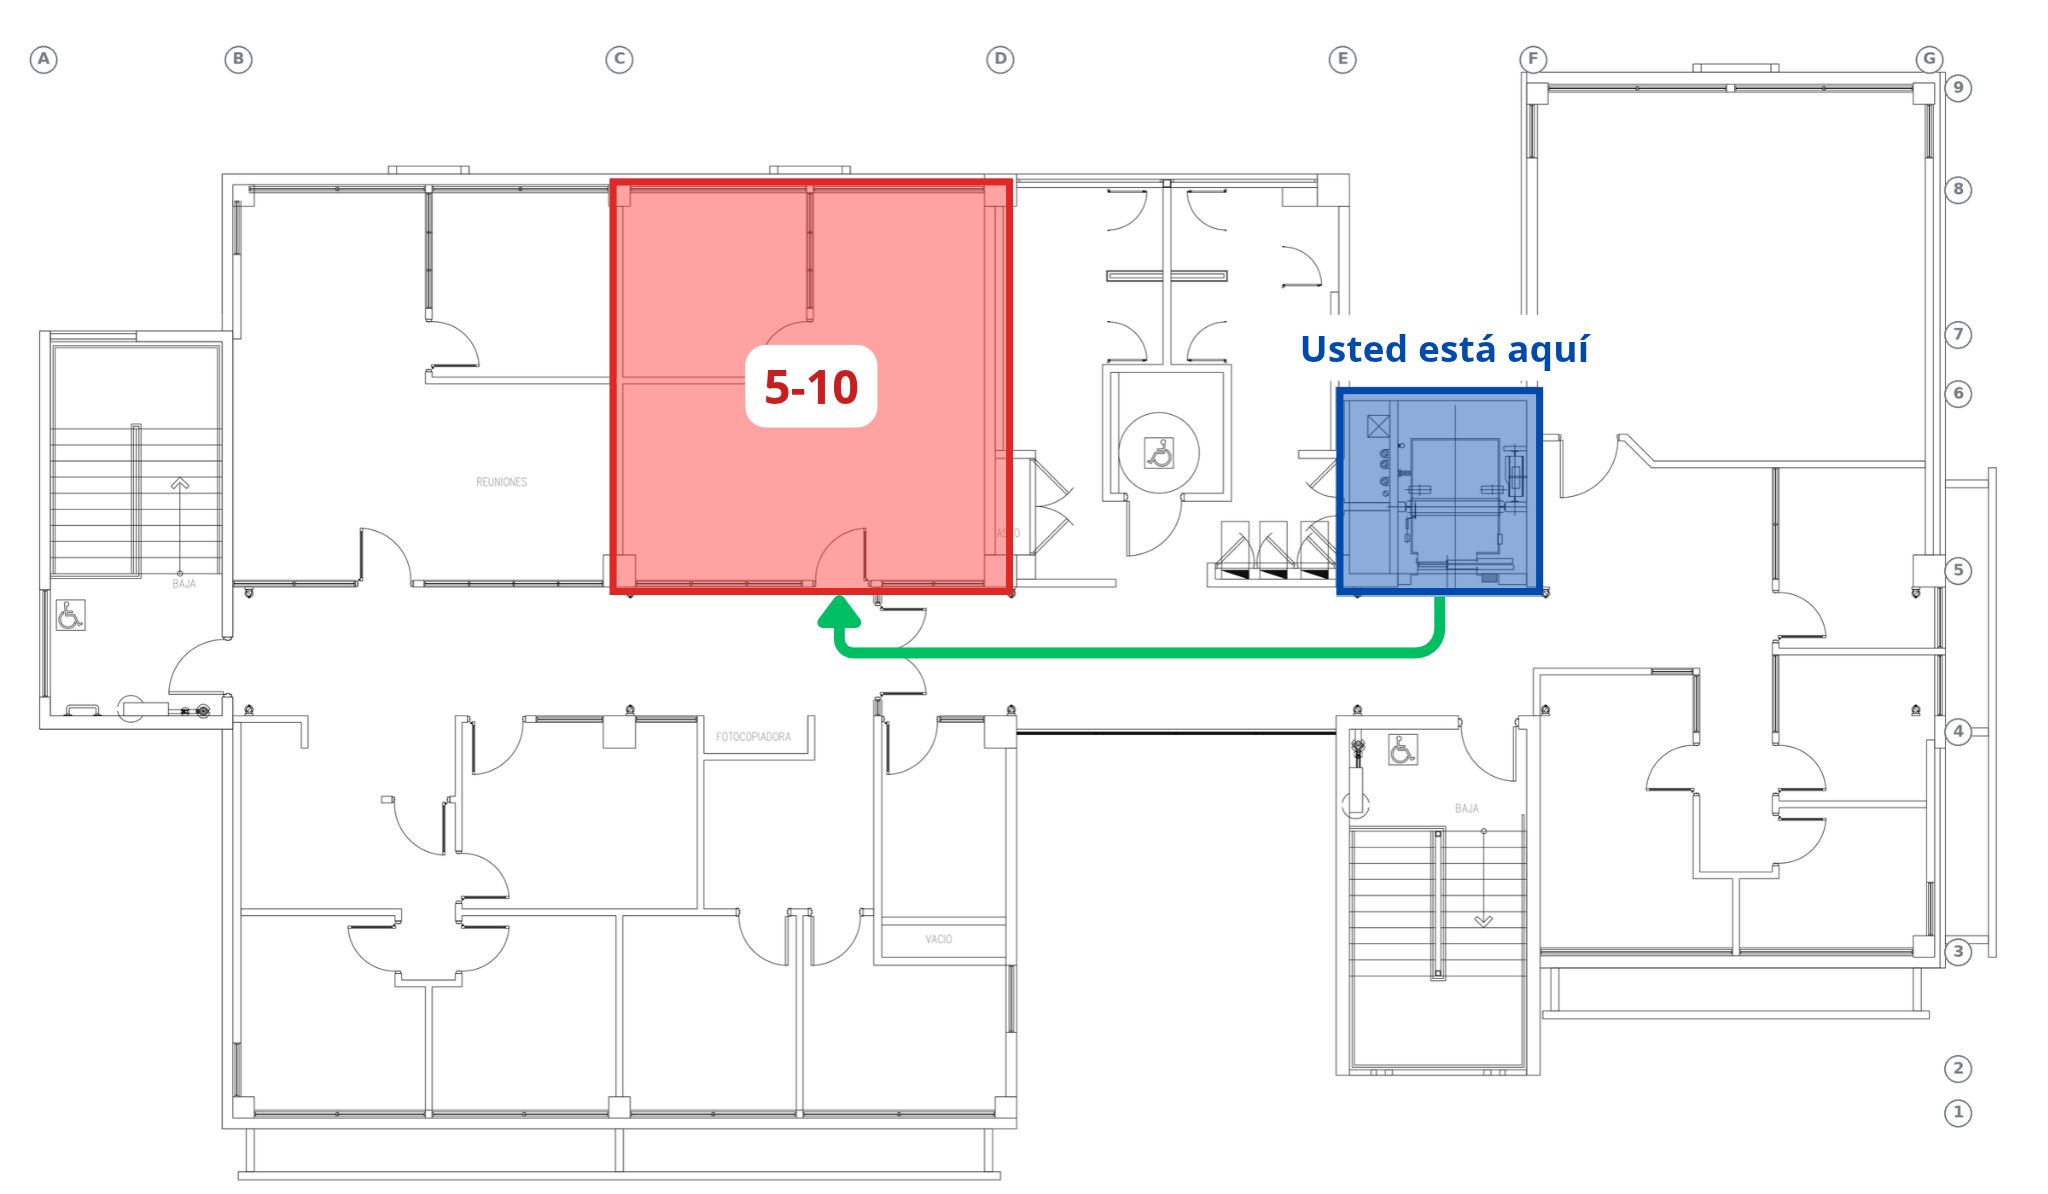 A B C D E F G
9
8
Usted está aquí
7
5-10
6
REUNIONES
ASEO
5
BAJA
FOTOCOPIADORA
4
BAJA
VACIO
3
2
1